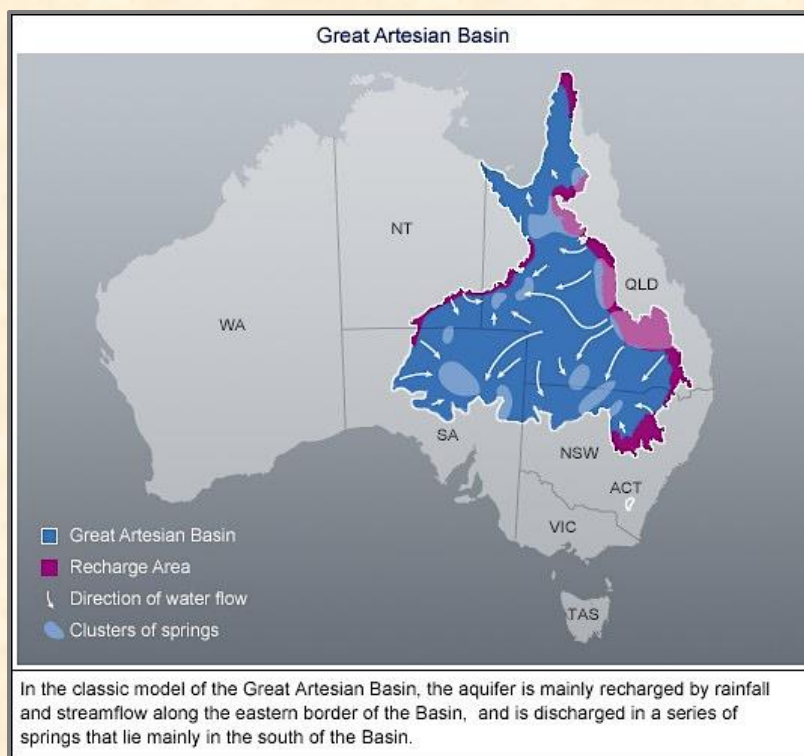 Great Artesian Basin
NT
QLD
WA
SA
NSW
ACT
VIC
TAS
Great Artesian Basin
Recharge Area
Direction of water flow
Clusters of springs
In the classic model of the Great Artesian Basin, the aquifer is mainly recharged by rainfall
and streamflow along the eastern border of the Basin, and is discharged in a series of
springs that lie mainly in the south of the Basin.